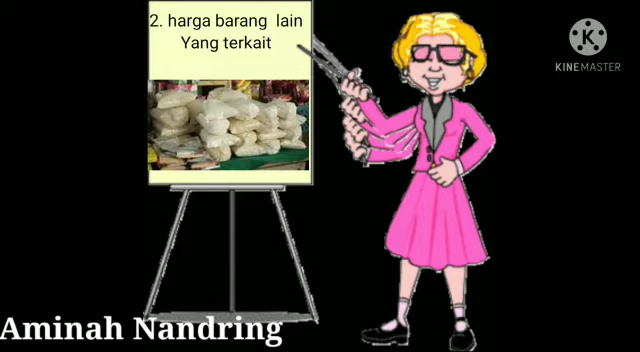 2. harga barang lain
Yang terkait
KINEMASTER
Aminah Nandring